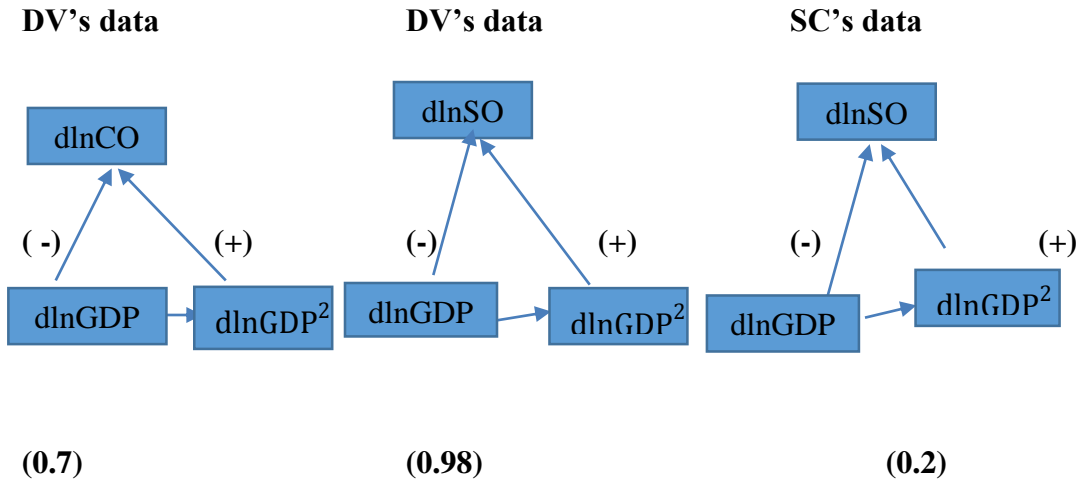 DV’s data
DV’s data
SC’s data
dlnCO
dlnSO
dlnSO
( -)
(+)
(-)
(+)
(-)
(+)
dlnGDP
dlnGDP²
dlnGDP
dlnGDP²
dlnGDP
dlnGDP²
(0.7)
(0.98)
(0.2)